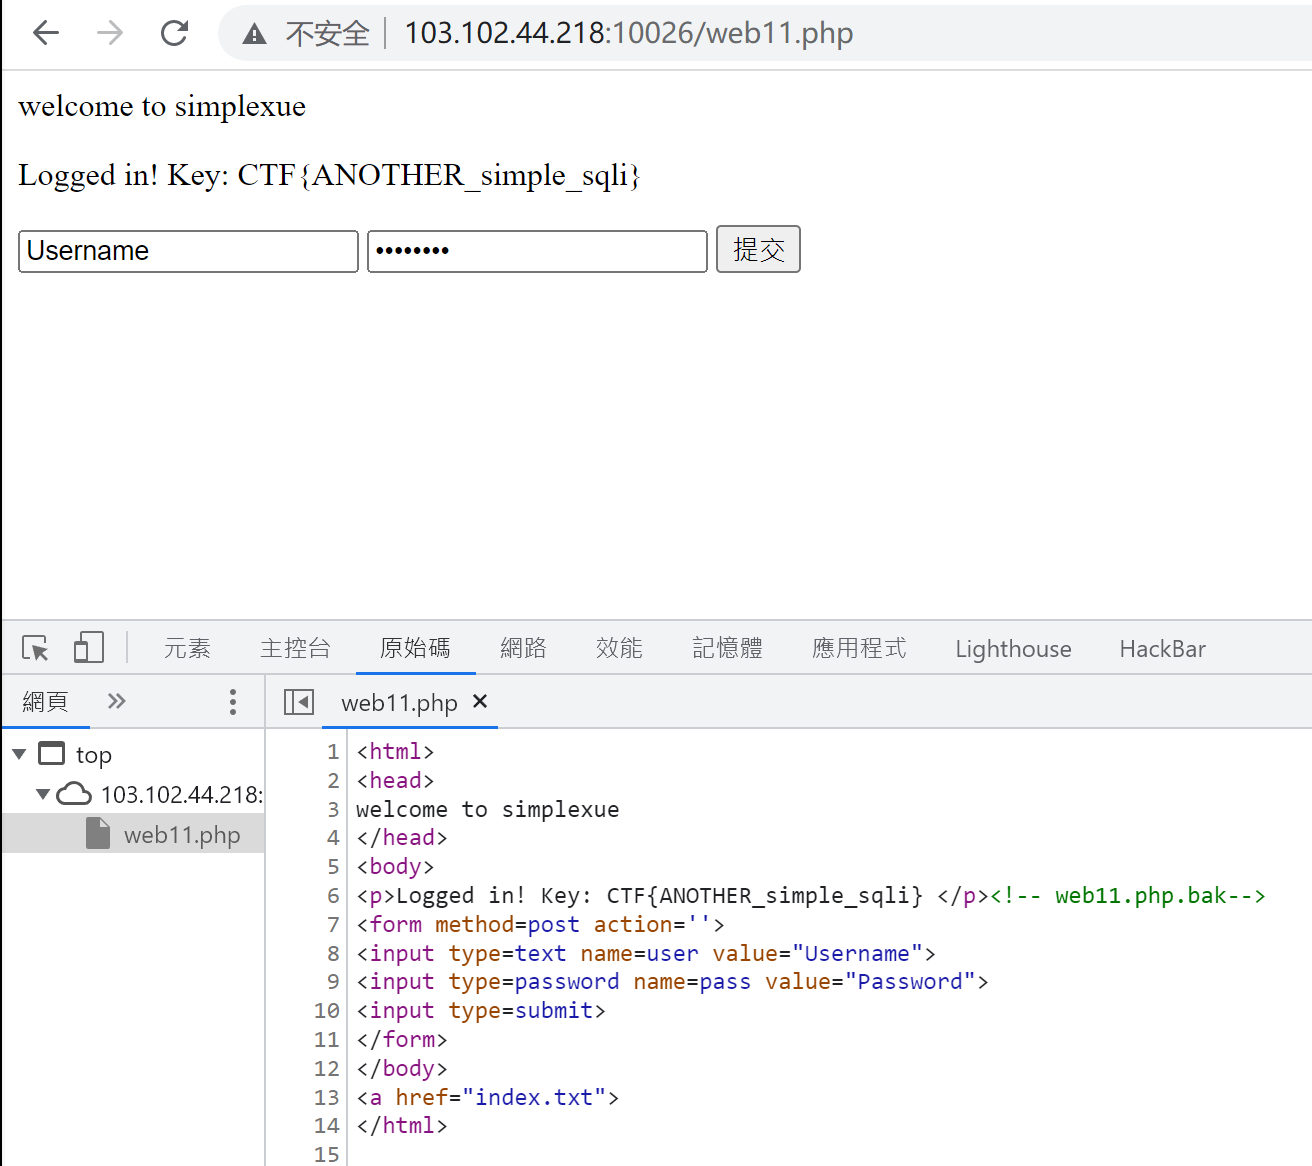 不安全 103.102.44.218:10026/web11.php
welcome to simplexue
Logged in! Key: CTF{ANOTHER_simple_sqli}
Username •••••••• 提交
元素 主控台 原始碼 網路 效能 記憶體 應用程式 Lighthouse HackBar
網頁 web11.php
top
103.102.44.218:
web11.php
1 <html>
2 <head>
3 welcome to simplexue
4 </head>
5 <body>
6 <p>Logged in! Key: CTF{ANOTHER_simple_sqli} </p><!-- web11.php.bak-->
7 <form method=post action=''>
8 <input type=text name=user value="Username">
9 <input type=password name=pass value="Password">
10 <input type=submit>
11 </form>
12 </body>
13 <a href="index.txt">
14 </html>
15